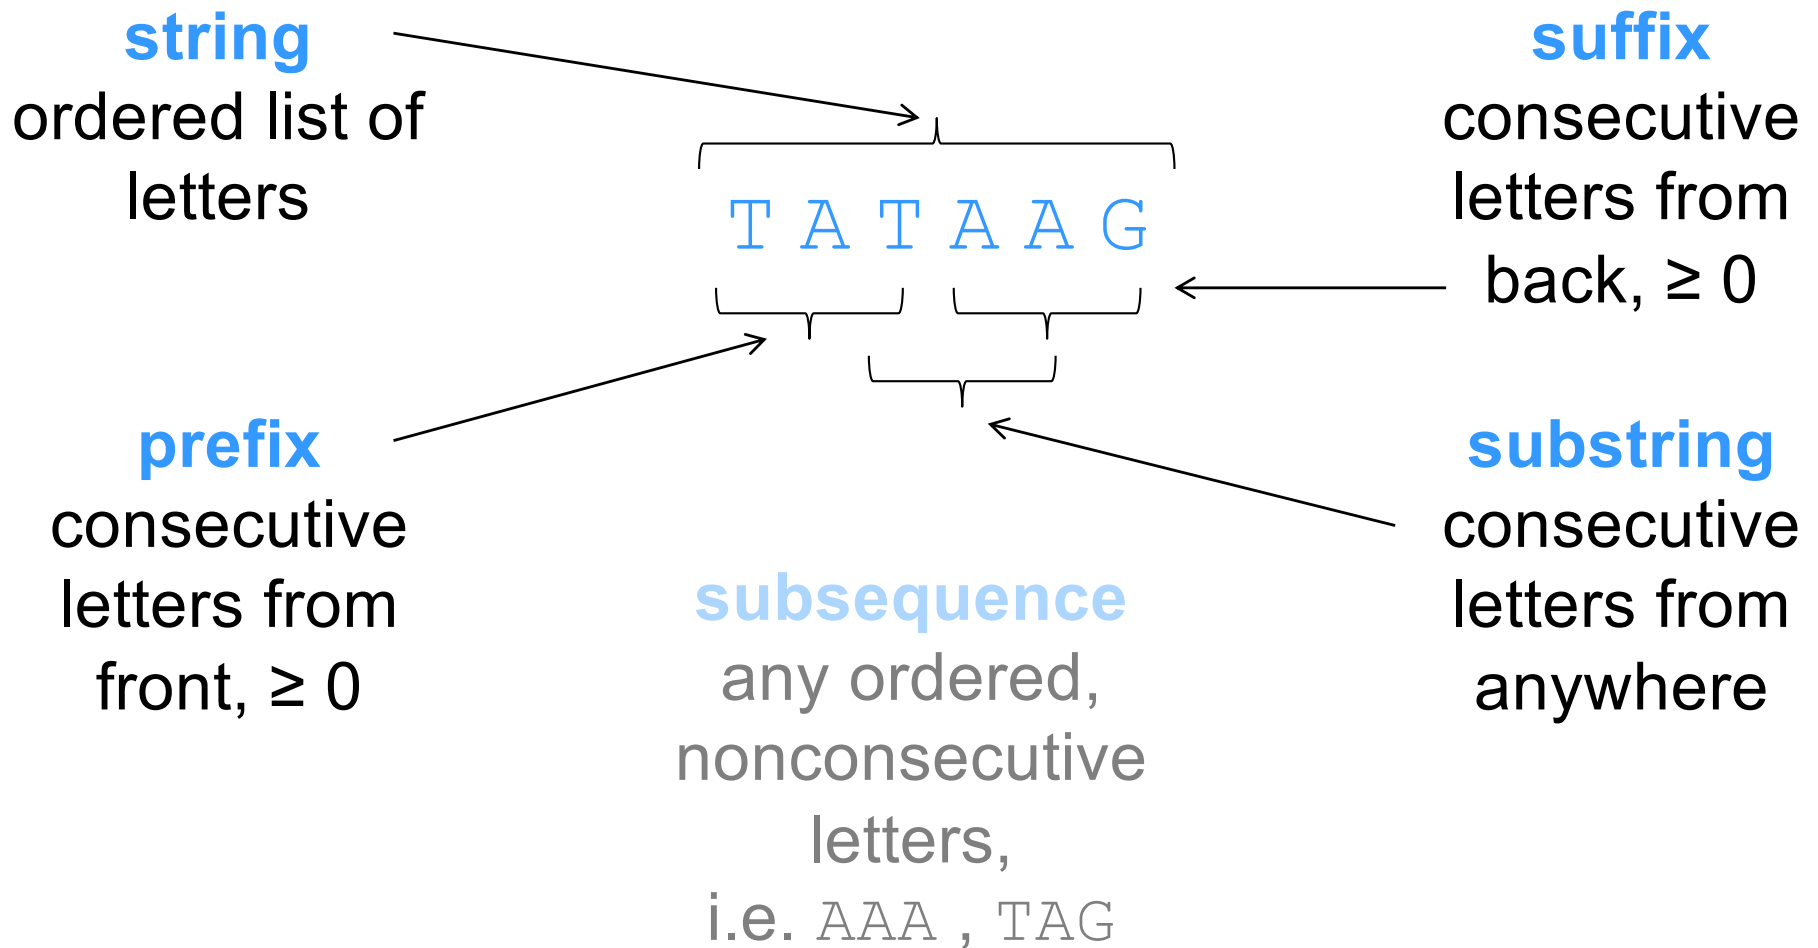 string
ordered list of
letters
suffix
consecutive
letters from
back, ≥ 0
T A T A A G
prefix
consecutive
letters from
front, ≥ 0
subsequence
any ordered,
nonconsecutive
letters,
i.e. AAA , TAG
substring
consecutive
letters from
anywhere